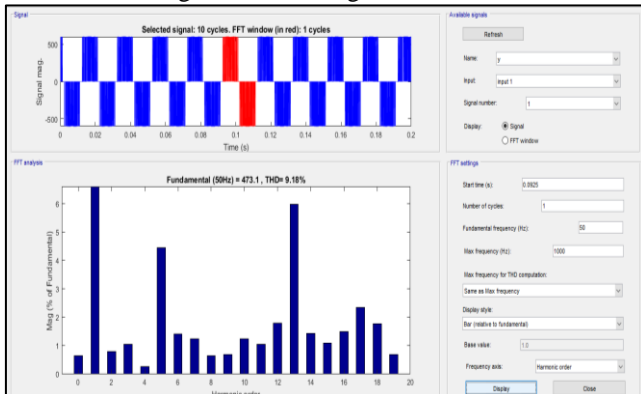 Signal
Selected signal: 10 cycles. FFT window (in red): 1 cycles
500
0
-500
Signal mag.
0 0.02 0.04 0.06 0.08 0.1 0.12 0.14 0.16 0.18 0.2
Time (s)
FFT analysis
Fundamental (50Hz) = 473.1 , THD= 9.18%
6
5
4
3
2
1
0
Mag (% of Fundamental)
0 2 4 6 8 10 12 14 16 18 20
Harmonic order
Available signals
Refresh
Name: y
Input: input 1
Signal number: 1
Display: Signal
FFT window
FFT settings
Start time (s): 0.0925
Number of cycles: 1
Fundamental frequency (Hz): 50
Max frequency (Hz): 1000
Max frequency for THD computation:
Same as Max frequency
Display style:
Bar (relative to fundamental)
Base value: 1.0
Frequency axis: Harmonic order
Display Close